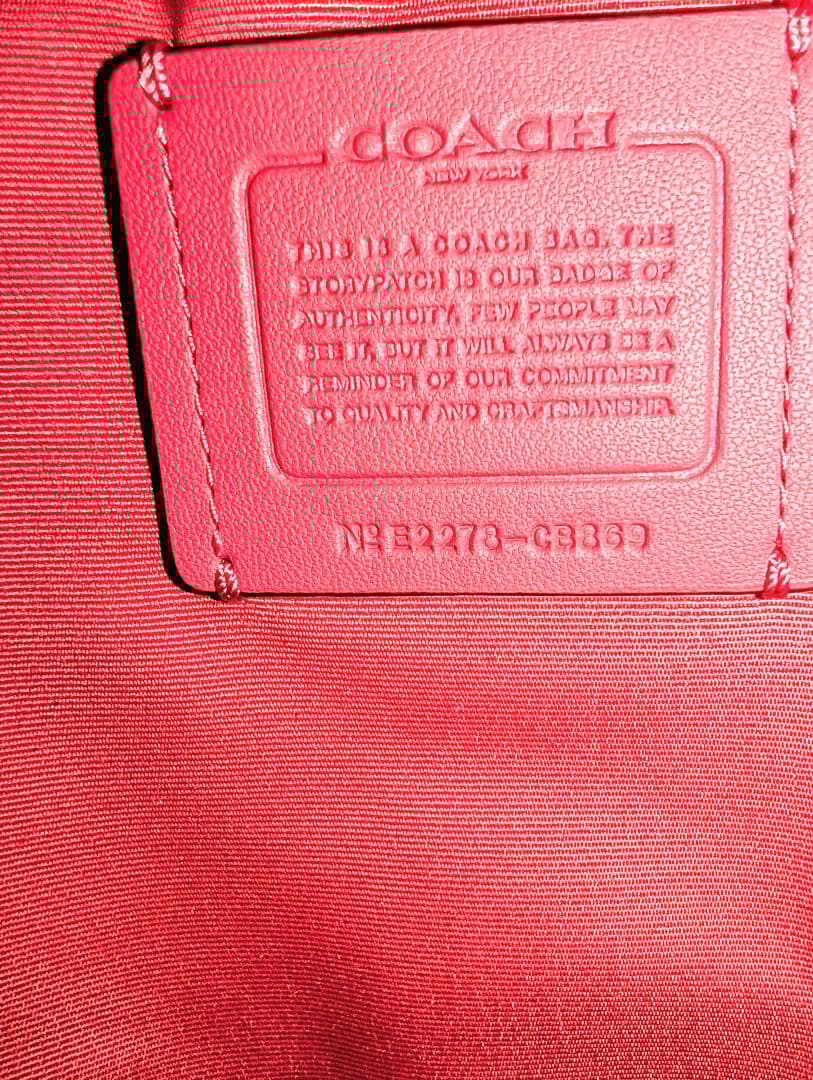 COACH
NEW YORK
THIS IS A COACH BAG. THE
STORYPATCH IS OUR BADGE OF
AUTHENTICITY. FEW PEOPLE MAY
SEE IT, BUT IT WILL ALWAYS BE A
REMINDER OF OUR COMMITMENT
TO QUALITY AND CRAFTSMANSHIP.
Nº E2278-CB869